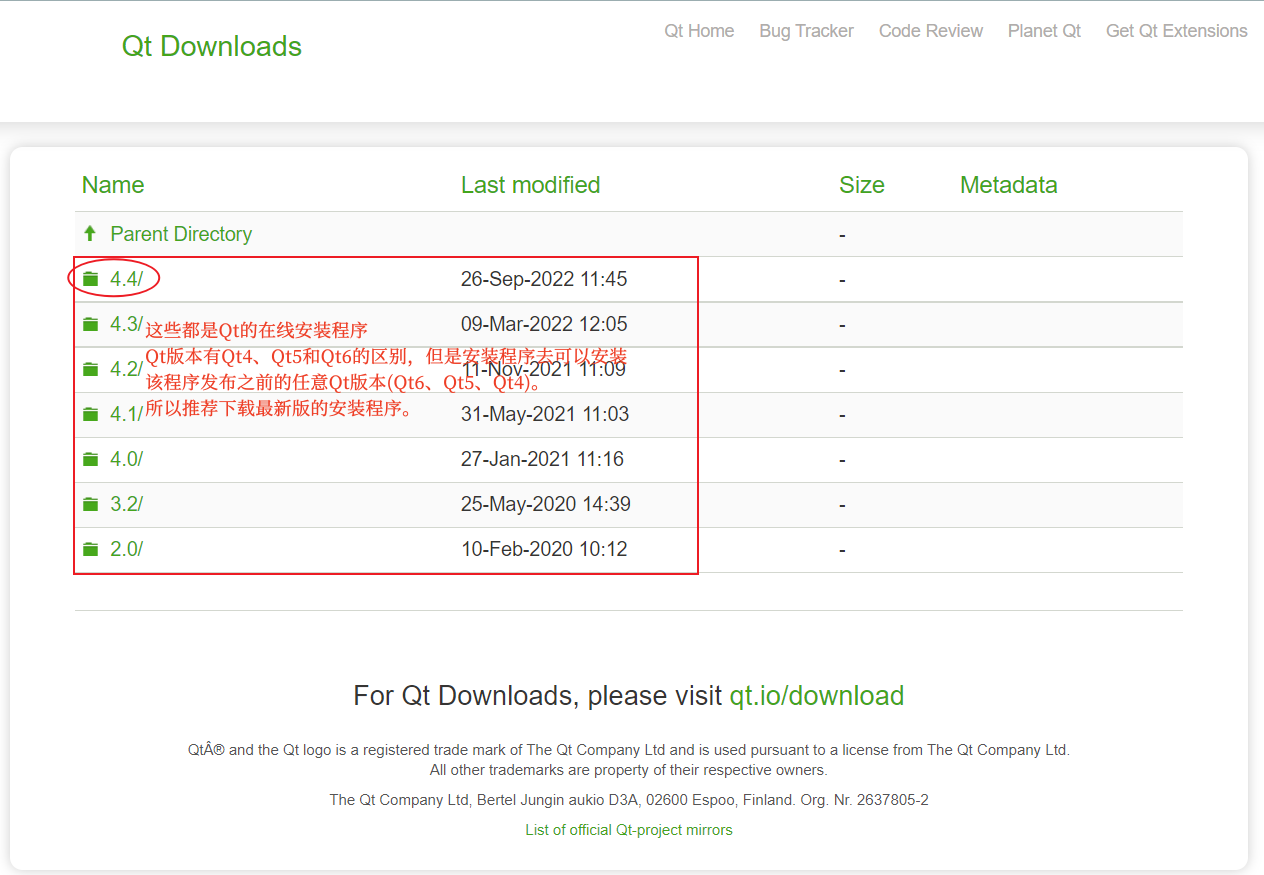 Qt Downloads
Qt Home Bug Tracker Code Review Planet Qt Get Qt Extensions
Name Last modified Size Metadata
Parent Directory -
4.4/ 26-Sep-2022 11:45 -
4.3/ 09-Mar-2022 12:05 -
这些都是Qt的在线安装程序
Qt版本有Qt4、Qt5和Qt6的区别，但是安装程序去可以安装
4.2/ 11-Nov-2021 11:09 -
该程序发布之前的任意Qt版本(Qt6、Qt5、Qt4)。
所以推荐下载最新版的安装程序。
4.1/ 31-May-2021 11:03 -
4.0/ 27-Jan-2021 11:16 -
3.2/ 25-May-2020 14:39 -
2.0/ 10-Feb-2020 10:12 -
For Qt Downloads, please visit qt.io/download
QtÂ® and the Qt logo is a registered trade mark of The Qt Company Ltd and is used pursuant to a license from The Qt Company Ltd.
All other trademarks are property of their respective owners.
The Qt Company Ltd, Bertel Jungin aukio D3A, 02600 Espoo, Finland. Org. Nr. 2637805-2
List of official Qt-project mirrors